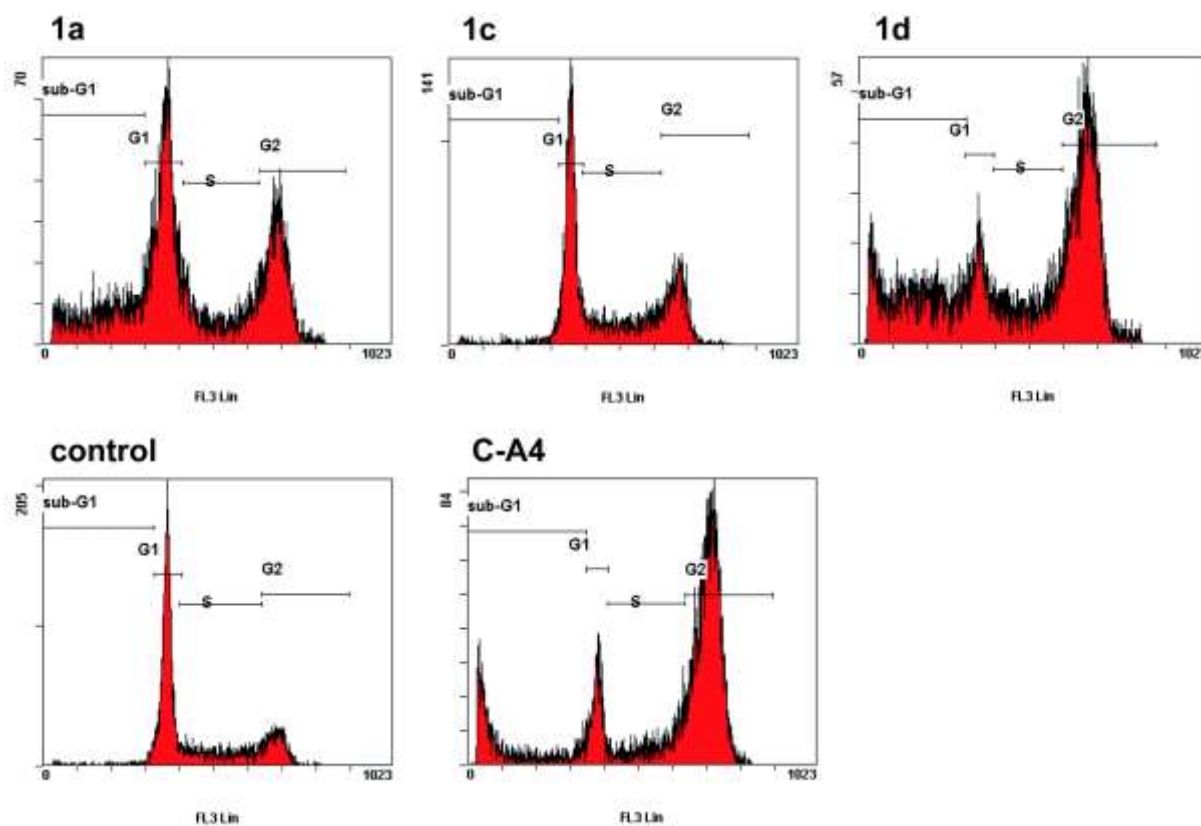 1a
70
sub-G1
G1
S
G2
0
1023
FL3 Lin
1c
141
sub-G1
G1
S
G2
0
1023
FL3 Lin
1d
57
sub-G1
G1
S
G2
0
1023
FL3 Lin
control
205
sub-G1
G1
S
G2
0
1023
FL3 Lin
C-A4
84
sub-G1
G1
S
G2
0
1023
FL3 Lin